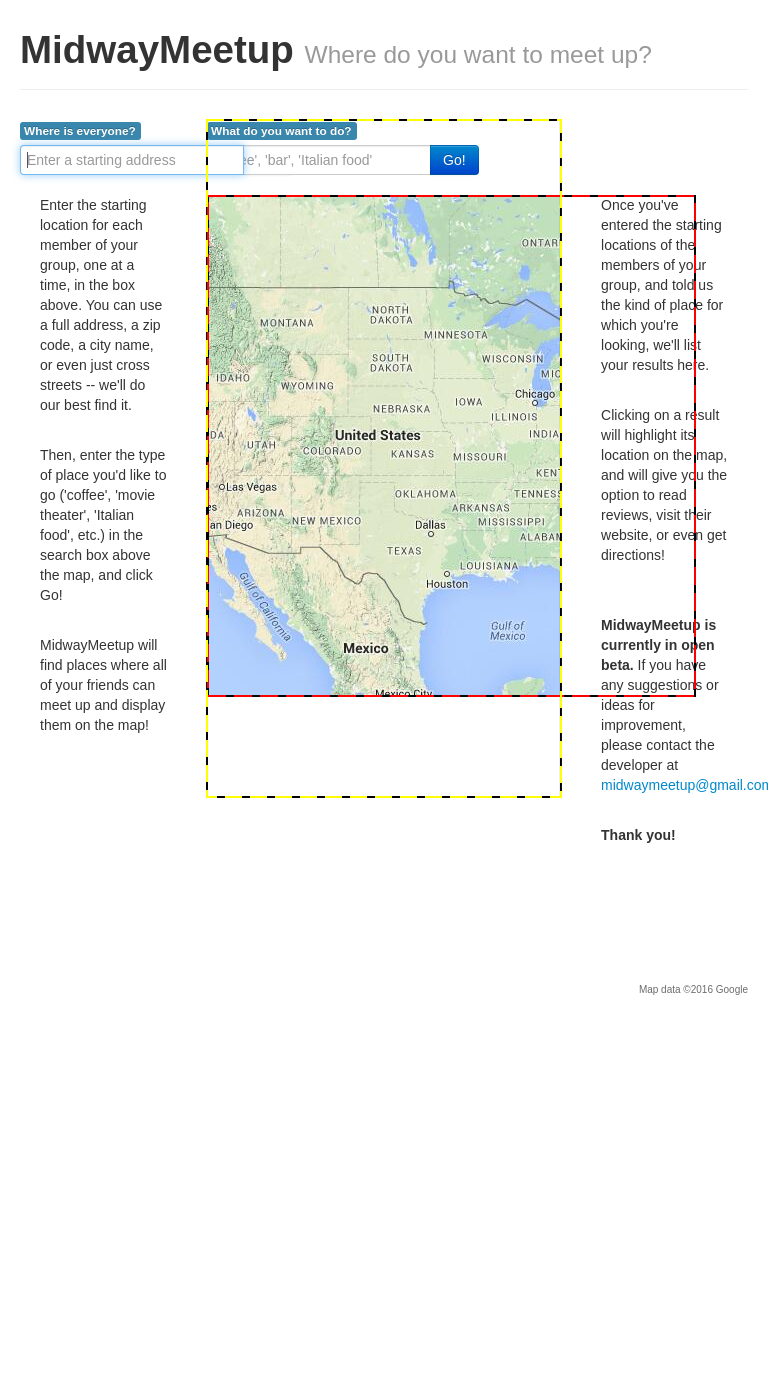 MidwayMeetup Where do you want to meet up?
Where is everyone?
What do you want to do?
Enter a starting address
ee', 'bar', 'Italian food'
Go!
Enter the starting
location for each
member of your
group, one at a
time, in the box
above. You can use
a full address, a zip
code, a city name,
or even just cross
streets -- we'll do
our best find it.
Then, enter the type
of place you'd like to
go ('coffee', 'movie
theater', 'Italian
food', etc.) in the
search box above
the map, and click
Go!
MidwayMeetup will
find places where all
of your friends can
meet up and display
them on the map!
ONTAR
NORTH
DAKOTA
MONTANA
MINNESOTA
SOUTH
DAKOTA
WISCONSIN
MIC
IDAHO
WYOMING
Chicago
IOWA
NEBRASKA
ILLINOIS
DA
United States
INDIA
UTAH
COLORADO
KANSAS
MISSOURI
KENT
Las Vegas
OKLAHOMA
TENNESS
es
ARIZONA
ARKANSAS
an Diego
NEW MEXICO
Dallas
MISSISSIPPI
ALABAM
TEXAS
LOUISIANA
Houston
Gulf of California
Gulf of
Mexico
Mexico
Mexico City
Once you've
entered the starting
locations of the
members of your
group, and told us
the kind of place for
which you're
looking, we'll list
your results here.
Clicking on a result
will highlight its
location on the map,
and will give you the
option to read
reviews, visit their
website, or even get
directions!
MidwayMeetup is
currently in open
beta. If you have
any suggestions or
ideas for
improvement,
please contact the
developer at
midwaymeetup@gmail.com
Thank you!
Map data ©2016 Google